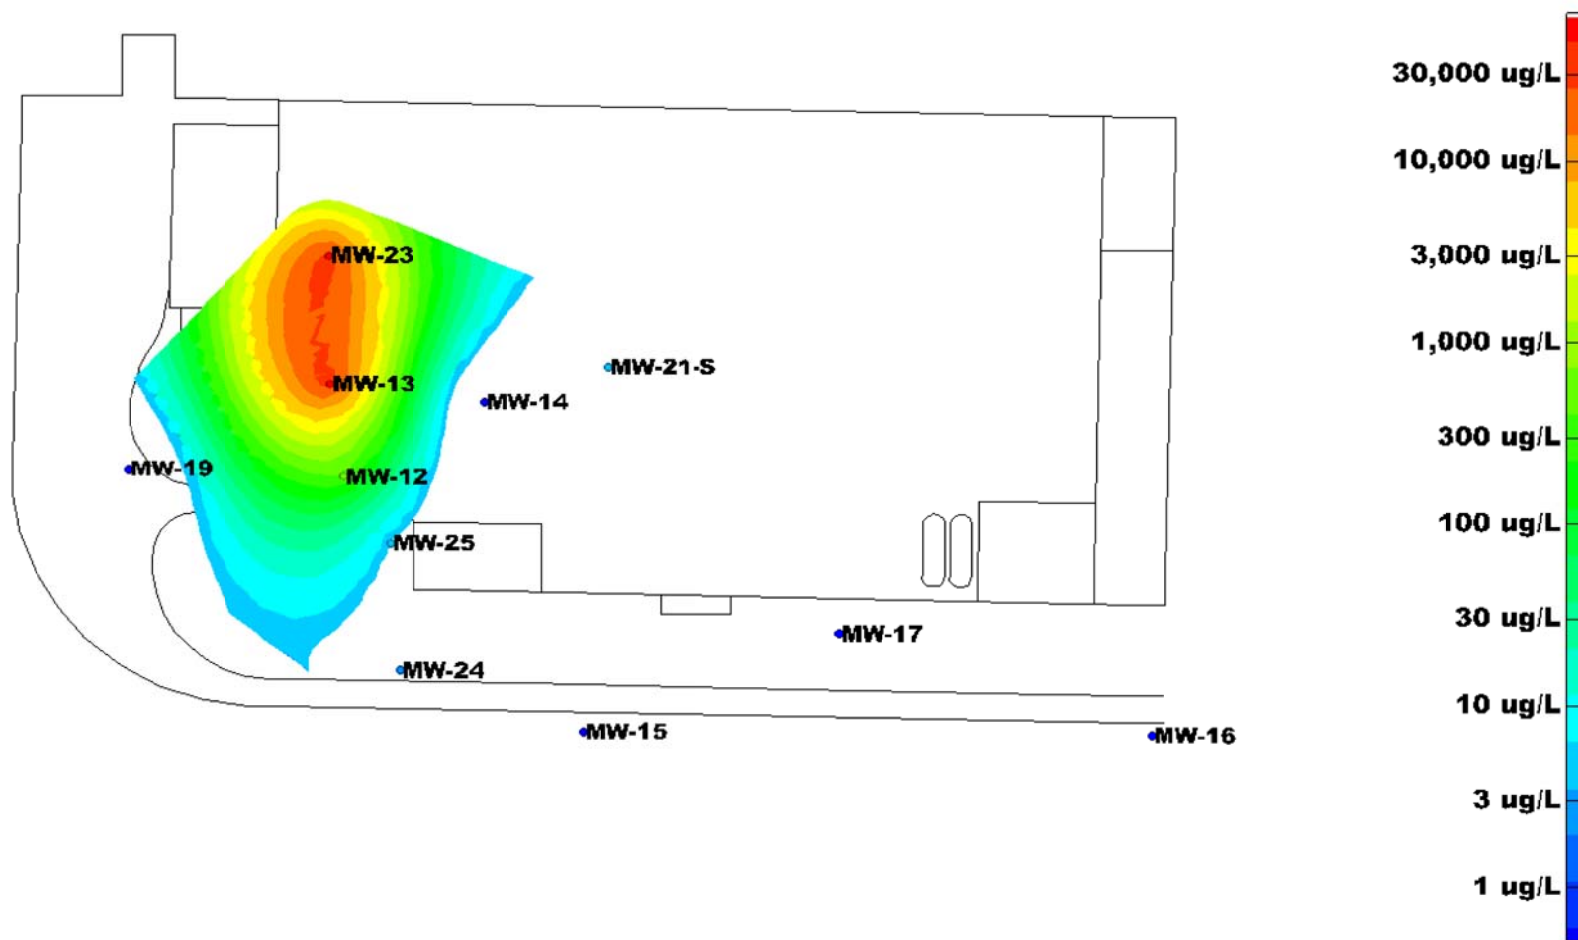 30,000 ug/L
10,000 ug/L
MW-23
3,000 ug/L
1,000 ug/L
MW-21-S
MW-13
MW-14
300 ug/L
MW-19
MW-12
100 ug/L
MW-25
30 ug/L
MW-17
MW-24
10 ug/L
MW-15
MW-16
3 ug/L
1 ug/L